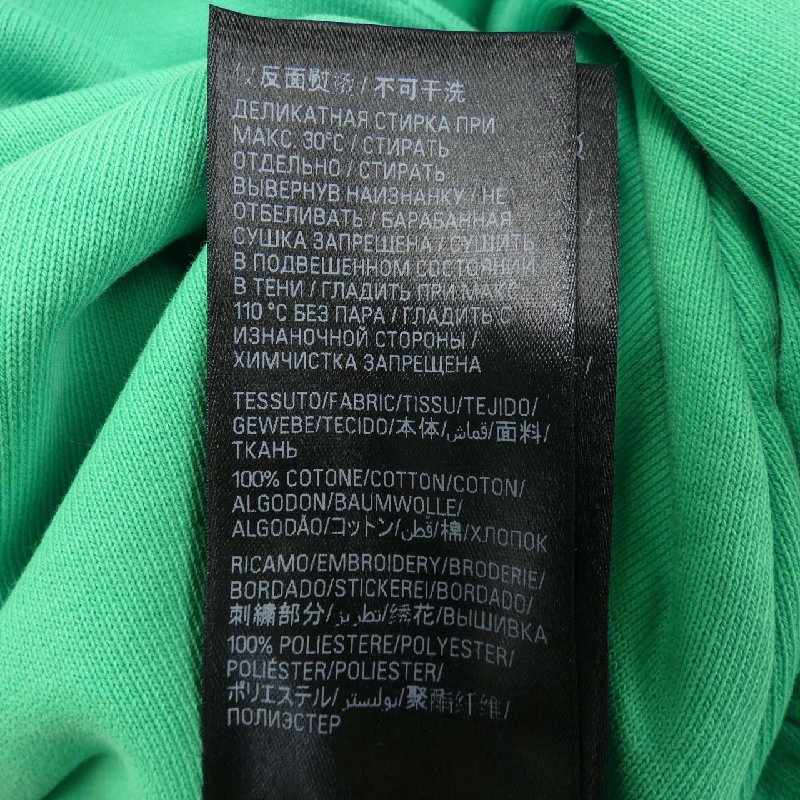 仅反面熨烫 / 不可干洗
ДЕЛИКАТНАЯ СТИРКА ПРИ
МАКС. 30°C / СТИРАТЬ
ОТДЕЛЬНО / СТИРАТЬ
ВЫВЕРНУВ НАИЗНАНКУ / НЕ
ОТБЕЛИВАТЬ / БАРАБАННАЯ
СУШКА ЗАПРЕЩЕНА / СУШИТЬ
В ПОДВЕШЕННОМ СОСТОЯНИИ
В ТЕНИ / ГЛАДИТЬ ПРИ МАКС.
110 °C БЕЗ ПАРА / ГЛАДИТЬ С
ИЗНАНОЧНОЙ СТОРОНЫ /
ХИМЧИСТКА ЗАПРЕЩЕНА
TESSUTO/FABRIC/TISSU/TEJIDO/
GEWEBE/TECIDO/本体/قماش/面料/
ТКАНЬ
100% COTONE/COTTON/COTON/
ALGODON/BAUMWOLLE/
ALGODÃO/コットン/قطن/棉/ХЛОПОК
RICAMO/EMBROIDERY/BRODERIE/
BORDADO/STICKEREI/BORDADO/
刺繍部分/تطريز/绣花/ВЫШИВКА
100% POLIESTERE/POLYESTER/
POLIÉSTER/POLIÉSTER/
ポリエステル/بوليستر/聚酯纤维/
ПОЛИЭСТЕР